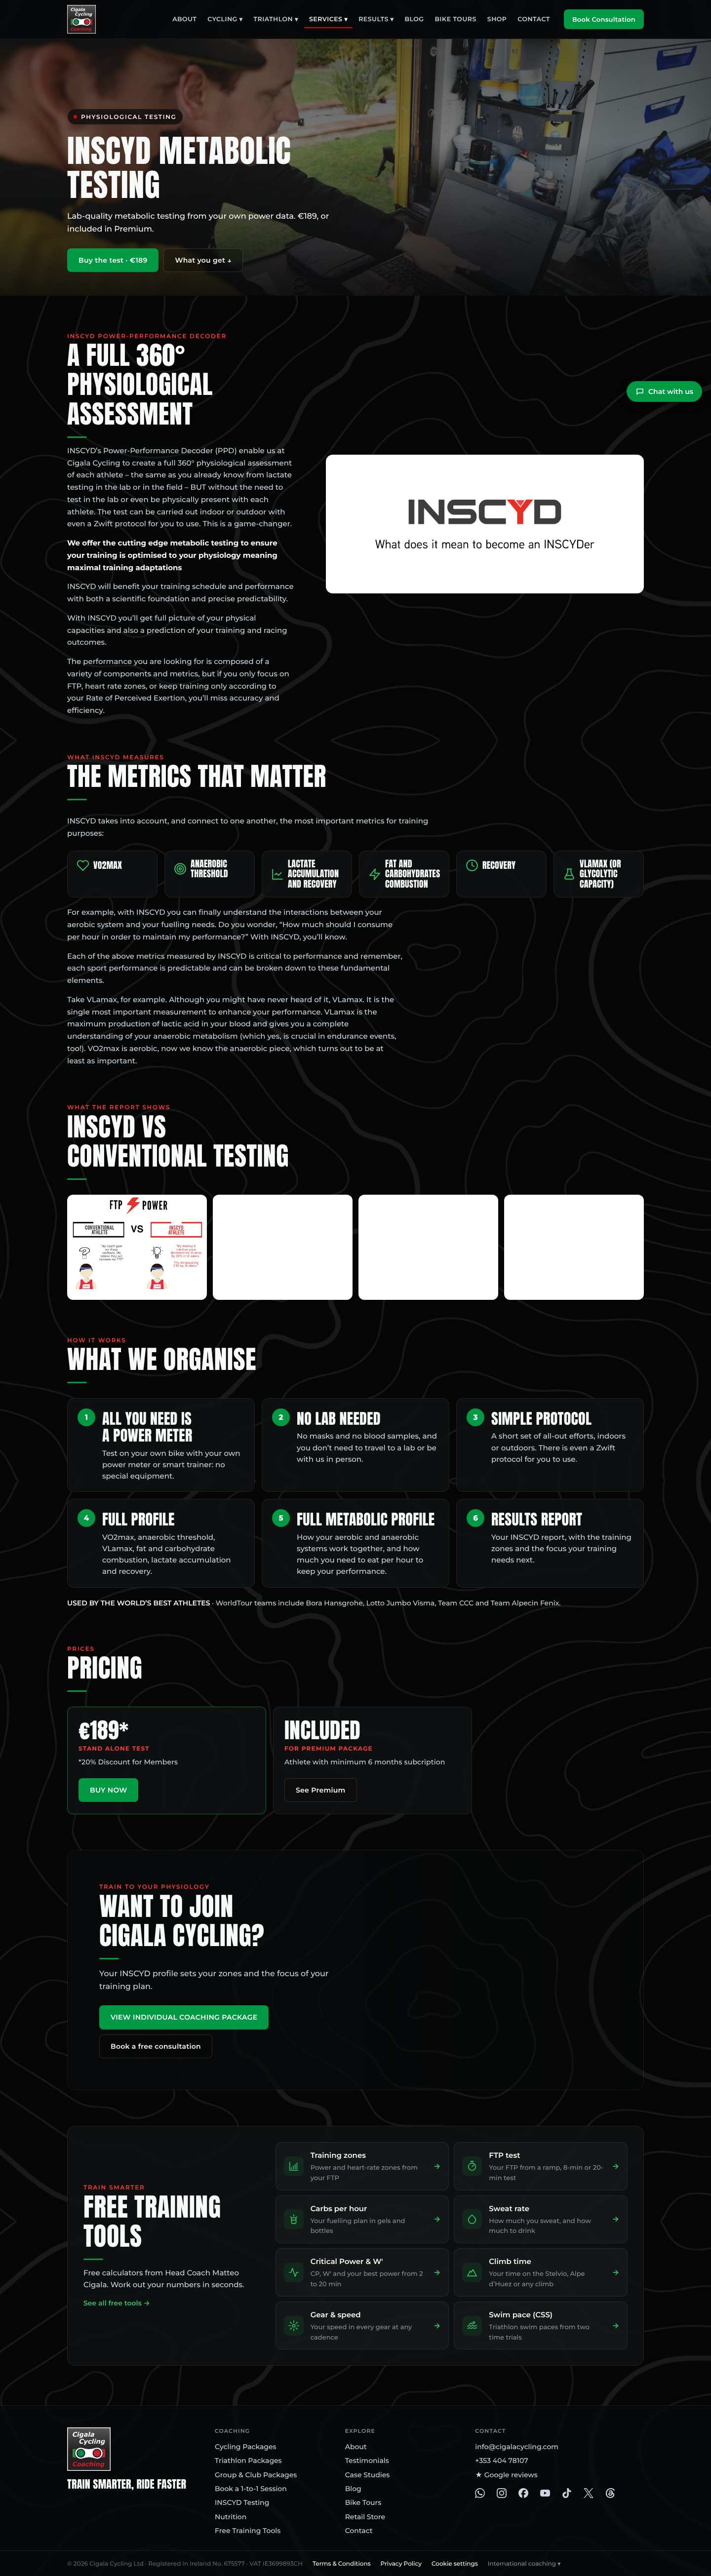 Cigala
Cycling
Coaching
ABOUT CYCLING ▾ TRIATHLON ▾ SERVICES ▾ RESULTS ▾ BLOG BIKE TOURS SHOP CONTACT Book Consultation
PHYSIOLOGICAL TESTING
INSCYD METABOLIC
TESTING
Lab-quality metabolic testing from your own power data. €189, or
included in Premium.
Buy the test · €189 What you get ↓
INSCYD POWER-PERFORMANCE DECODER
A FULL 360°
PHYSIOLOGICAL
ASSESSMENT
Chat with us
INSCYD’s Power-Performance Decoder (PPD) enable us at
Cigala Cycling to create a full 360° physiological assessment
of each athlete – the same as you already know from lactate
testing in the lab or in the field – BUT without the need to
test in the lab or even be physically present with each
athlete. The test can be carried out indoor or outdoor with
even a Zwift protocol for you to use. This is a game-changer.
We offer the cutting edge metabolic testing to ensure
your training is optimised to your physiology meaning
maximal training adaptations
INSCYD will benefit your training schedule and performance
with both a scientific foundation and precise predictability.
With INSCYD you’ll get full picture of your physical
capacities and also a prediction of your training and racing
outcomes.
The performance you are looking for is composed of a
variety of components and metrics, but if you only focus on
FTP, heart rate zones, or keep training only according to
your Rate of Perceived Exertion, you’ll miss accuracy and
efficiency.
INSCYD
What does it mean to become an INSCYDer
WHAT INSCYD MEASURES
THE METRICS THAT MATTER
INSCYD takes into account, and connect to one another, the most important metrics for training
purposes:
VO2MAX
ANAEROBIC
THRESHOLD
LACTATE
ACCUMULATION
AND RECOVERY
FAT AND
CARBOHYDRATES
COMBUSTION
RECOVERY
VLAMAX (OR
GLYCOLYTIC
CAPACITY)
For example, with INSCYD you can finally understand the interactions between your
aerobic system and your fuelling needs. Do you wonder, “How much should I consume
per hour in order to maintain my performance?” With INSCYD, you’ll know.
Each of the above metrics measured by INSCYD is critical to performance and remember,
each sport performance is predictable and can be broken down to these fundamental
elements.
Take VLamax, for example. Although you might have never heard of it, VLamax. It is the
single most important measurement to enhance your performance. VLamax is the
maximum production of lactic acid in your blood and gives you a complete
understanding of your anaerobic metabolism (which yes, is crucial in endurance events,
too!). VO2max is aerobic, now we know the anaerobic piece, which turns out to be at
least as important.
WHAT THE REPORT SHOWS
INSCYD VS
CONVENTIONAL TESTING
FTP POWER
CONVENTIONAL
ATHLETE
VS
INSCYD
ATHLETE
HOW IT WORKS
WHAT WE ORGANISE
1
ALL YOU NEED IS
A POWER METER
Test on your own bike with your own
power meter or smart trainer: no
special equipment.
2
NO LAB NEEDED
No masks and no blood samples, and
you don’t need to travel to a lab or be
with us in person.
3
SIMPLE PROTOCOL
A short set of all-out efforts, indoors
or outdoors. There is even a Zwift
protocol for you to use.
4
FULL PROFILE
VO2max, anaerobic threshold,
VLamax, fat and carbohydrate
combustion, lactate accumulation
and recovery.
5
FULL METABOLIC PROFILE
How your aerobic and anaerobic
systems work together, and how
much you need to eat per hour to
keep your performance.
6
RESULTS REPORT
Your INSCYD report, with the training
zones and the focus your training
needs next.
USED BY THE WORLD’S BEST ATHLETES · WorldTour teams include Bora Hansgrohe, Lotto Jumbo Visma, Team CCC and Team Alpecin Fenix.
PRICES
PRICING
€189*
STAND ALONE TEST
*20% Discount for Members
BUY NOW
INCLUDED
FOR PREMIUM PACKAGE
Athlete with minimum 6 months subcription
See Premium
TRAIN TO YOUR PHYSIOLOGY
WANT TO JOIN
CIGALA CYCLING?
Your INSCYD profile sets your zones and the focus of your
training plan.
VIEW INDIVIDUAL COACHING PACKAGE
Book a free consultation
TRAIN SMARTER
FREE TRAINING
TOOLS
Free calculators from Head Coach Matteo
Cigala. Work out your numbers in seconds.
See all free tools →
Training zones
Power and heart-rate zones from
your FTP
→
FTP test
Your FTP from a ramp, 8-min or 20-
min test
→
Carbs per hour
Your fuelling plan in gels and
bottles
→
Sweat rate
How much you sweat, and how
much to drink
→
Critical Power & W'
CP, W' and your best power from 2
to 20 min
→
Climb time
Your time on the Stelvio, Alpe
d’Huez or any climb
→
Gear & speed
Your speed in every gear at any
cadence
→
Swim pace (CSS)
Triathlon swim paces from two
time trials
→
Cigala
Cycling
Coaching
TRAIN SMARTER, RIDE FASTER
COACHING
Cycling Packages
Triathlon Packages
Group & Club Packages
Book a 1-to-1 Session
INSCYD Testing
Nutrition
Free Training Tools
EXPLORE
About
Testimonials
Case Studies
Blog
Bike Tours
Retail Store
Contact
CONTACT
info@cigalacycling.com
+353 404 78107
★ Google reviews
© 2026 Cigala Cycling Ltd · Registered in Ireland No. 675577 · VAT IE3699893CH Terms & Conditions Privacy Policy Cookie settings International coaching ▾